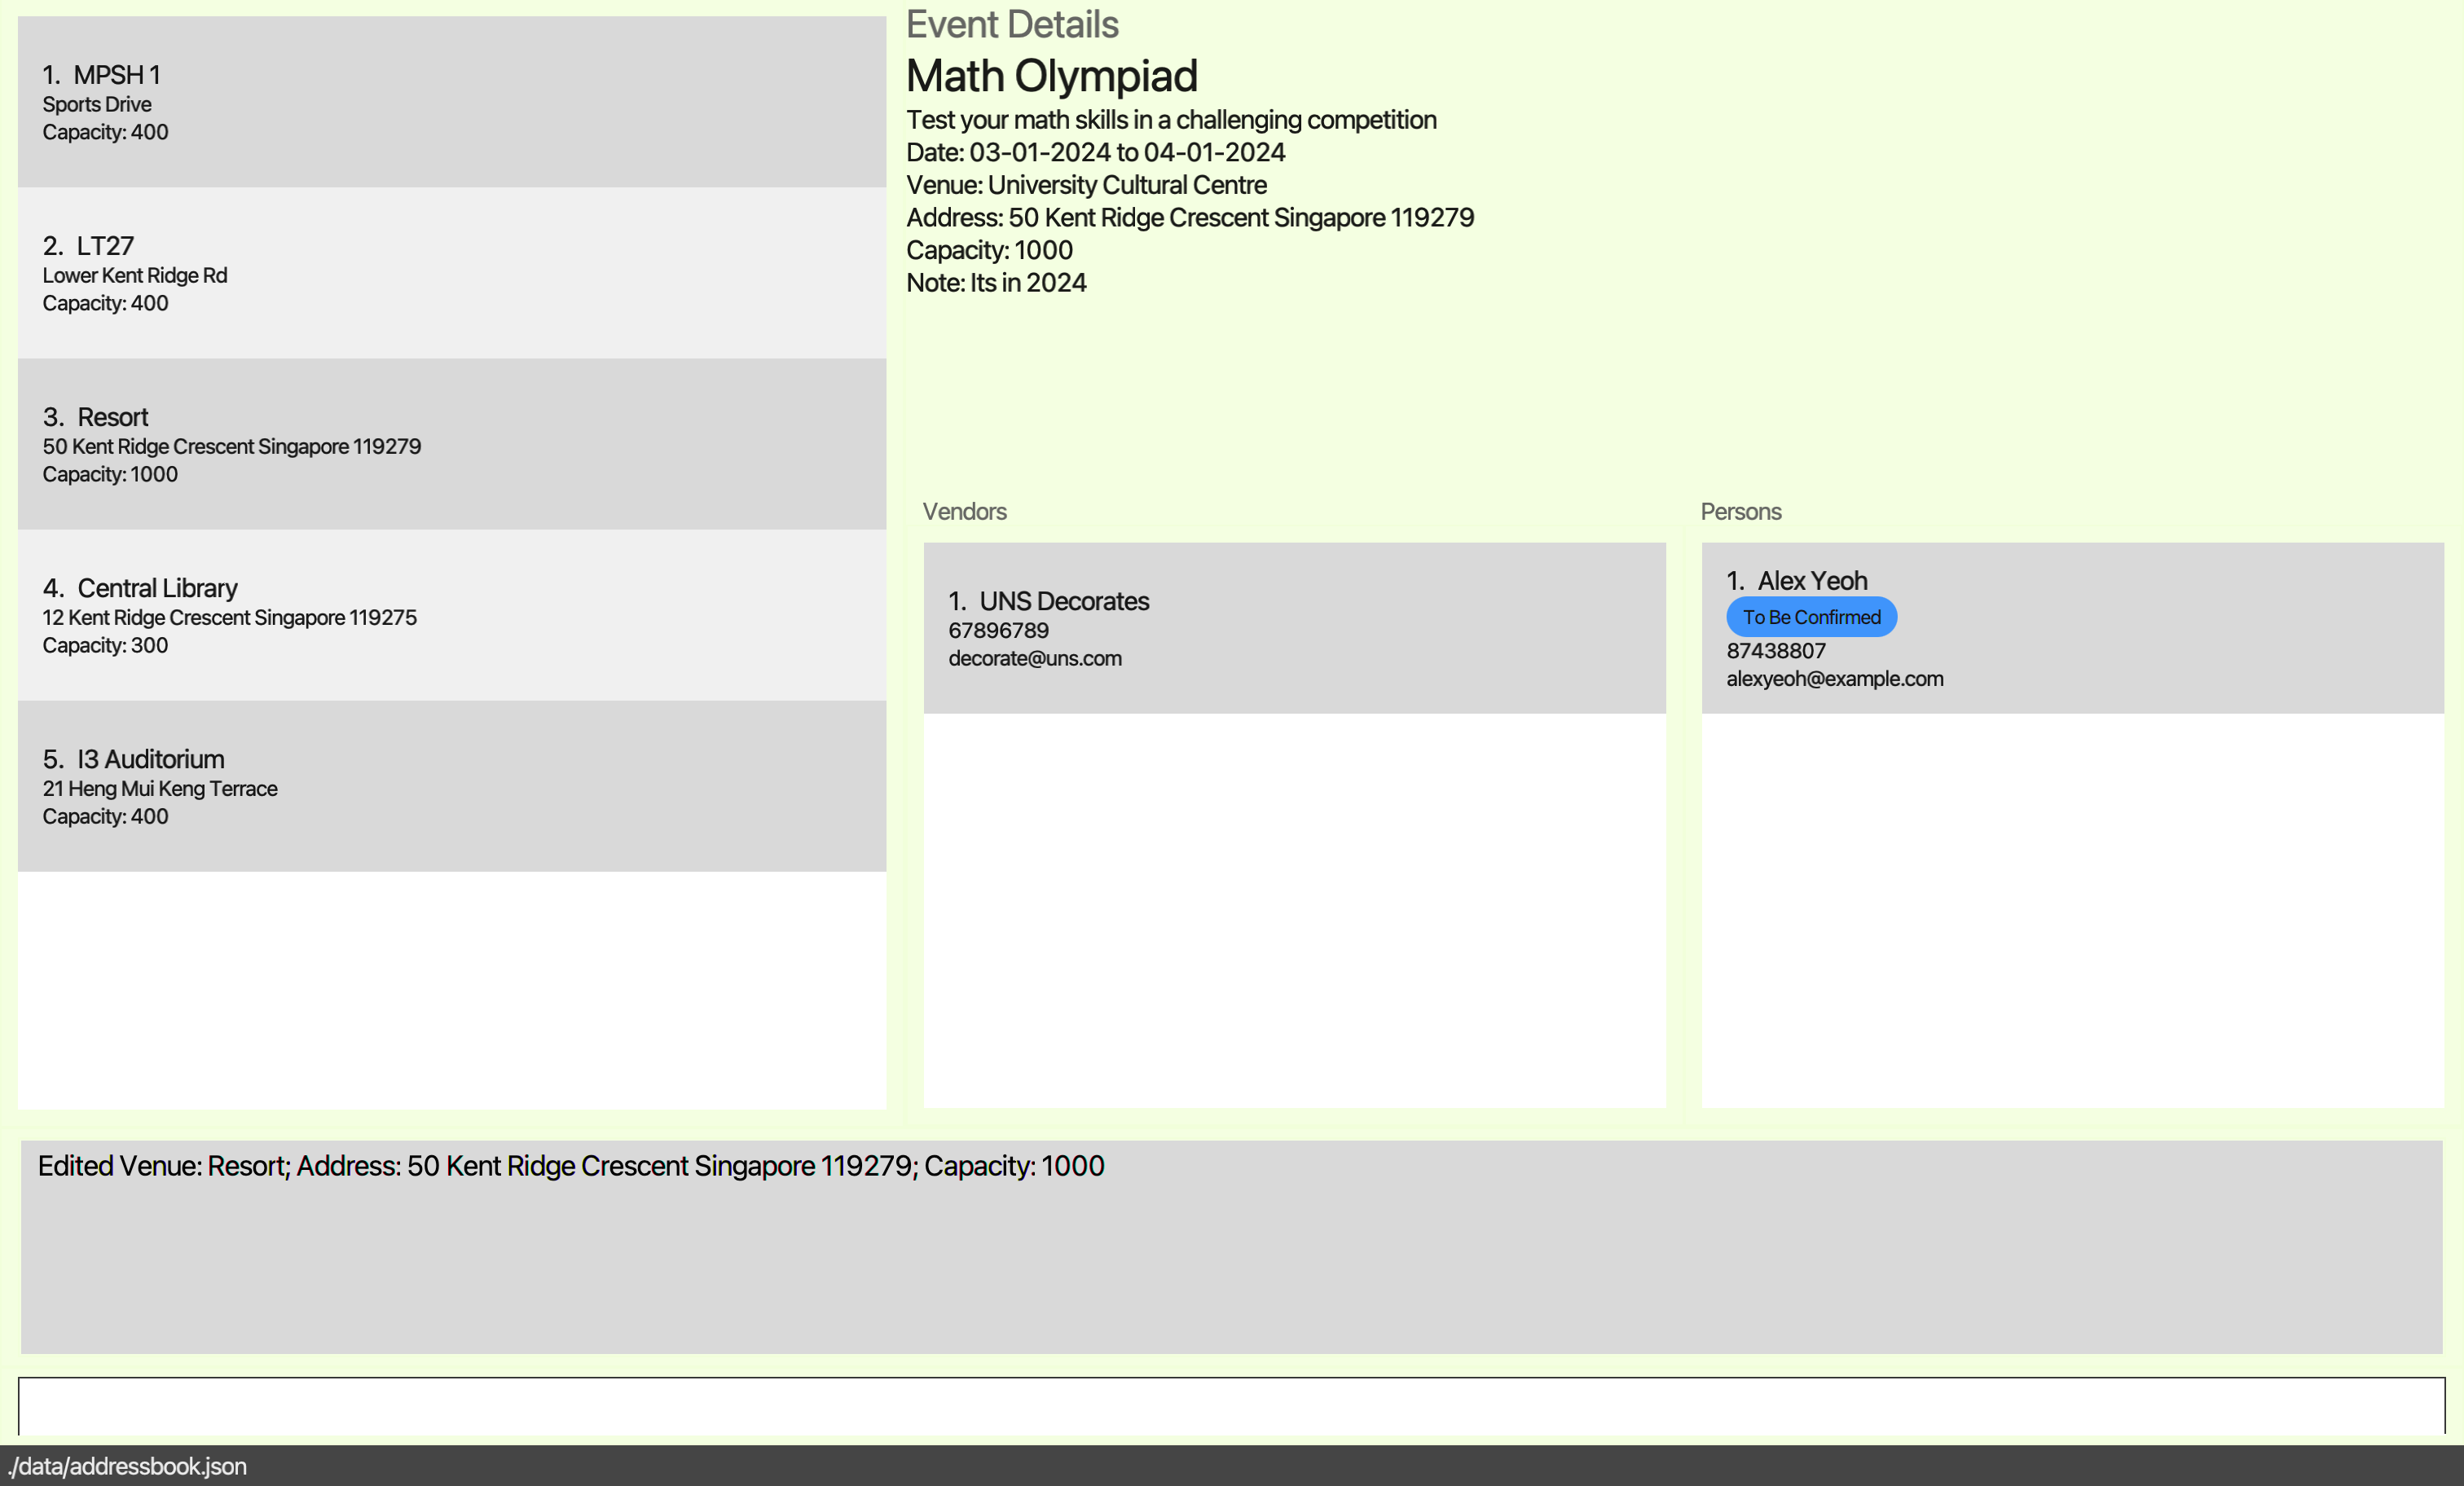 1. MPSH 1
Sports Drive
Capacity: 400
2. LT27
Lower Kent Ridge Rd
Capacity: 400
3. Resort
50 Kent Ridge Crescent Singapore 119279
Capacity: 1000
4. Central Library
12 Kent Ridge Crescent Singapore 119275
Capacity: 300
5. I3 Auditorium
21 Heng Mui Keng Terrace
Capacity: 400
Event Details
Math Olympiad
Test your math skills in a challenging competition
Date: 03-01-2024 to 04-01-2024
Venue: University Cultural Centre
Address: 50 Kent Ridge Crescent Singapore 119279
Capacity: 1000
Note: Its in 2024
Vendors
1. UNS Decorates
67896789
decorate@uns.com
Persons
1. Alex Yeoh
To Be Confirmed
87438807
alexyeoh@example.com
Edited Venue: Resort; Address: 50 Kent Ridge Crescent Singapore 119279; Capacity: 1000
./data/addressbook.json